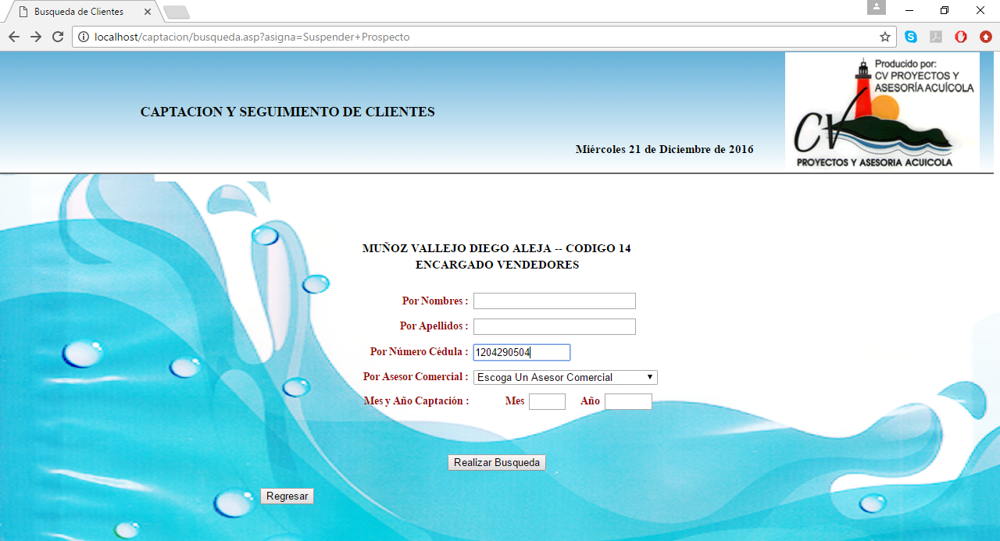 Busqueda de Clientes
localhost/captacion/busqueda.asp?asigna=Suspender+Prospecto
Producido por:
CV PROYECTOS Y
ASESORÍA ACUÍCOLA
CAPTACION Y SEGUIMIENTO DE CLIENTES
CV
Miércoles 21 de Diciembre de 2016
PROYECTOS Y ASESORIA ACUICOLA
MUÑOZ VALLEJO DIEGO ALEJA -- CODIGO 14
ENCARGADO VENDEDORES
Por Nombres :
Por Apellidos :
Por Número Cédula : 1204290504
Por Asesor Comercial : Escoga Un Asesor Comercial
Mes y Año Captación : Mes Año
Realizar Busqueda
Regresar